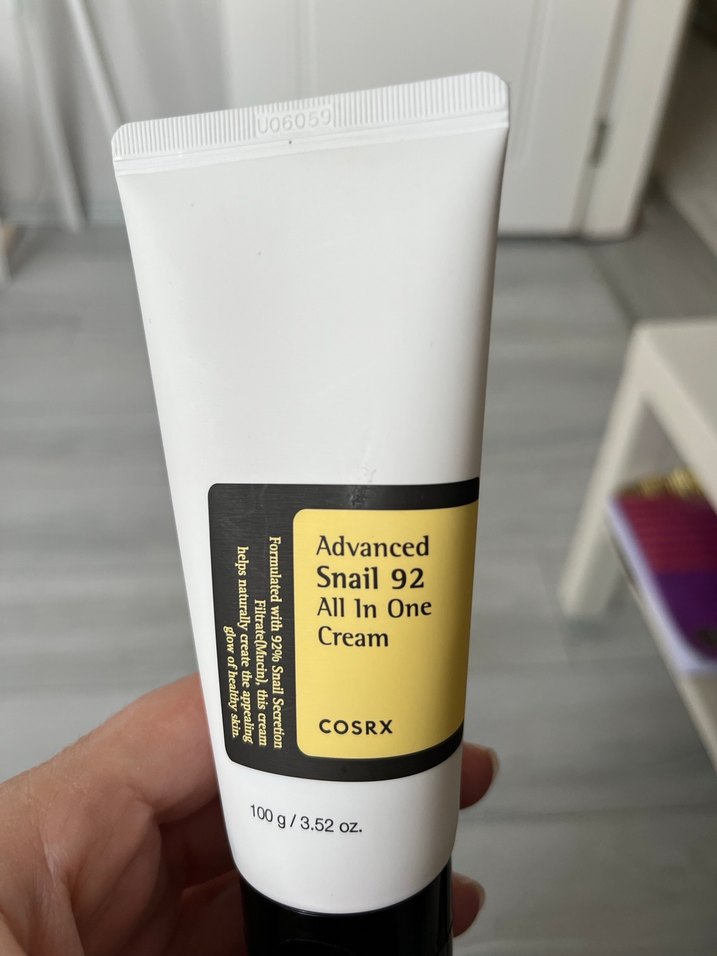 U06059
Advanced
Snail 92
All In One
Cream
COSRX
Formulated with 92% Snail Secretion
Filtrate(Mucin), this cream
helps naturally create the appealing
glow of healthy skin.
100 g / 3.52 oz.